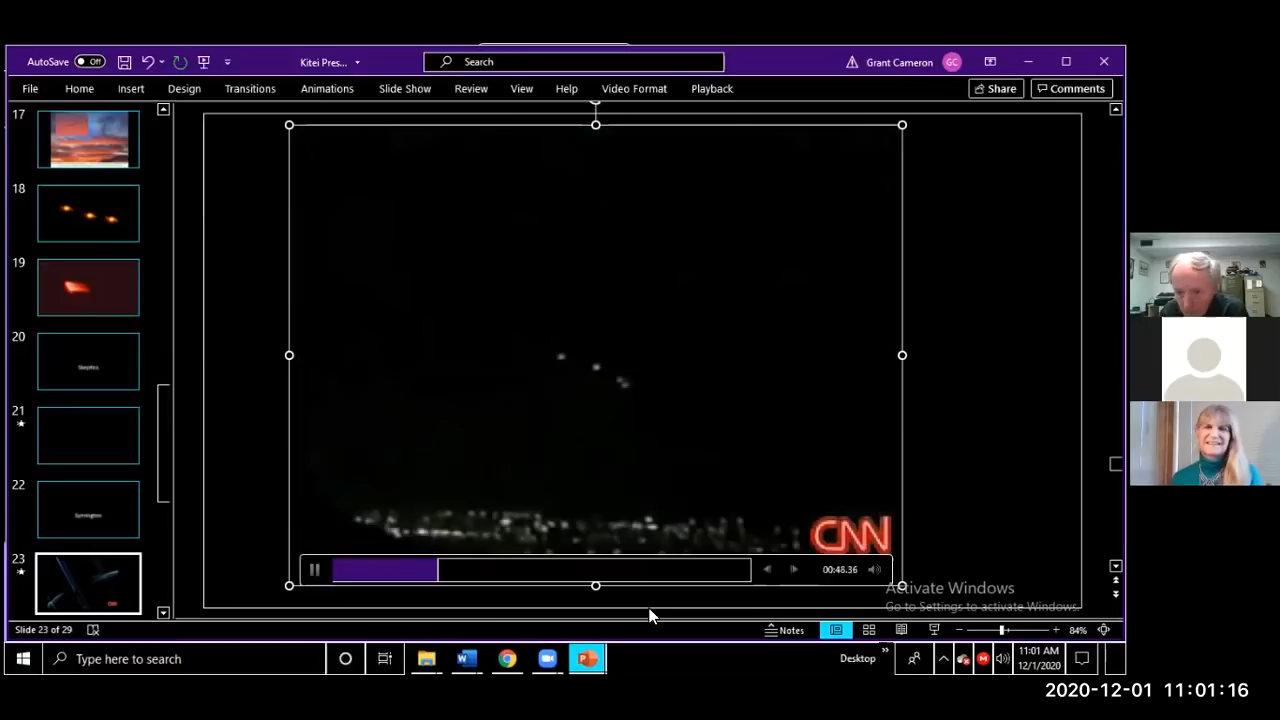 AutoSave Off
Kitei Pres...
Search
Grant Cameron GC
File Home Insert Design Transitions Animations Slide Show Review View Help Video Format Playback
Share Comments
17
18
19
20
Skeptics
21
22
Symington
23
CNN
00:48.36
Activate Windows
Go to Settings to activate Windows.
Slide 23 of 29
Notes
84%
Type here to search
Desktop
11:01 AM
12/1/2020
2020-12-01 11:01:16